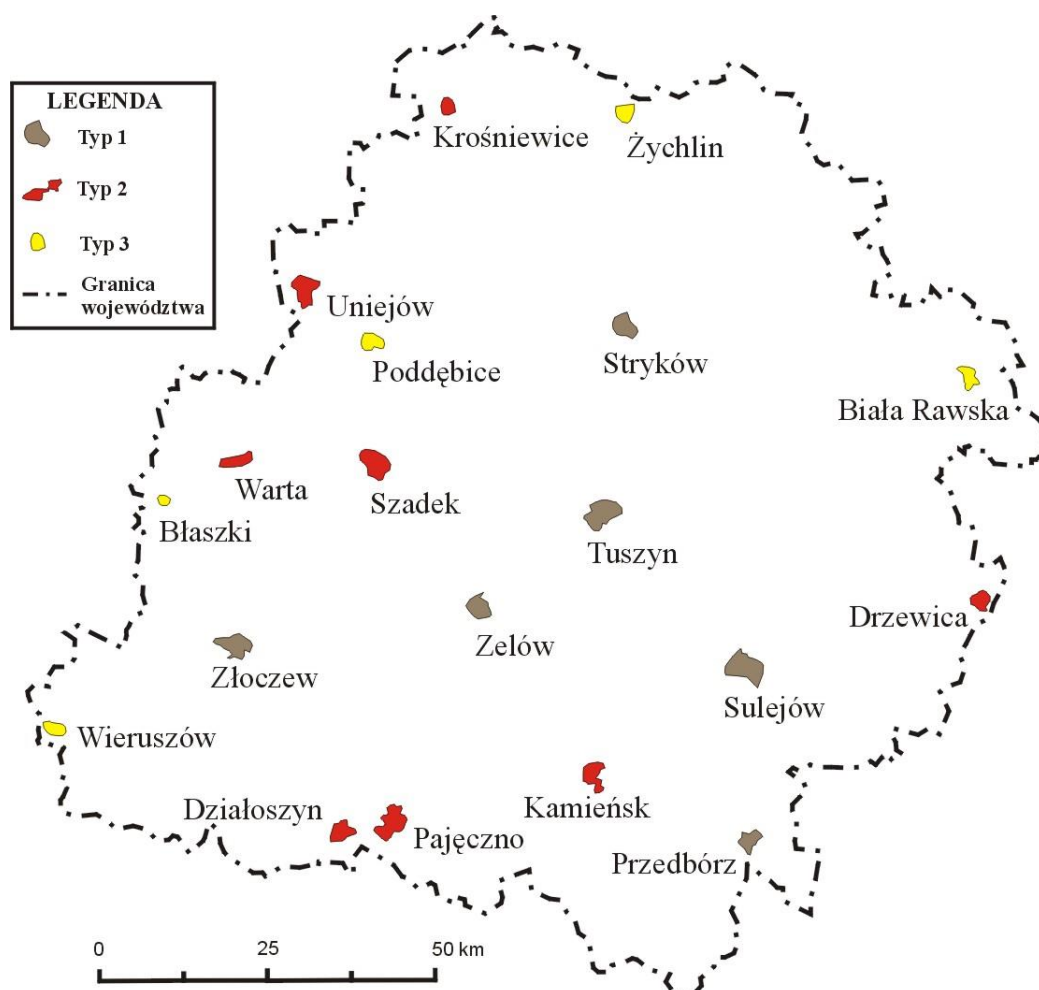 LEGENDA
Typ 1
Typ 2
Typ 3
Granica
województwa
Krośniewice
Żychlin
Uniejów
Poddębice
Stryków
Biała Rawska
Warta
Szadek
Błaszki
Tuszyn
Drzewica
Zelów
Złoczew
Sulejów
Wieruszów
Kamieńsk
Działoszyn
Pajęczno
Przedbórz
0 25 50 km